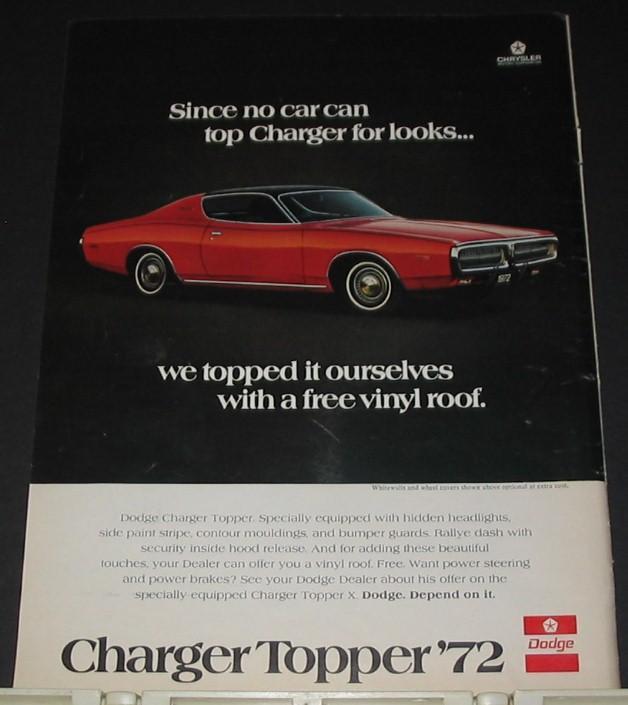 CHRYSLER
MOTORS CORPORATION
Since no car can
top Charger for looks...
1972
we topped it ourselves
with a free vinyl roof.
Whitewalls and wheel covers shown above optional at extra cost.
Dodge Charger Topper. Specially equipped with hidden headlights,
side paint stripe, contour mouldings, and bumper guards. Rallye dash with
security inside hood release. And for adding these beautiful
touches, your Dealer can offer you a vinyl roof. Free. Want power steering
and power brakes? See your Dodge Dealer about his offer on the
specially equipped Charger Topper X. Dodge. Depend on it.
Charger Topper '72
Dodge